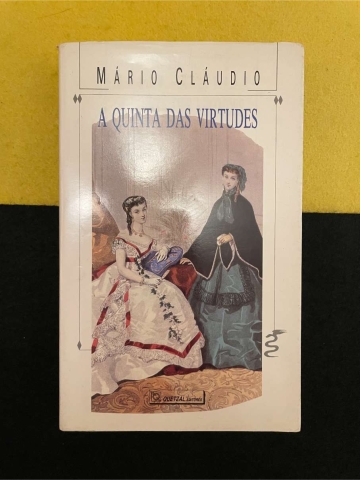 MÁRIO CLÁUDIO
A QUINTA DAS VIRTUDES
QUETZAL Editores